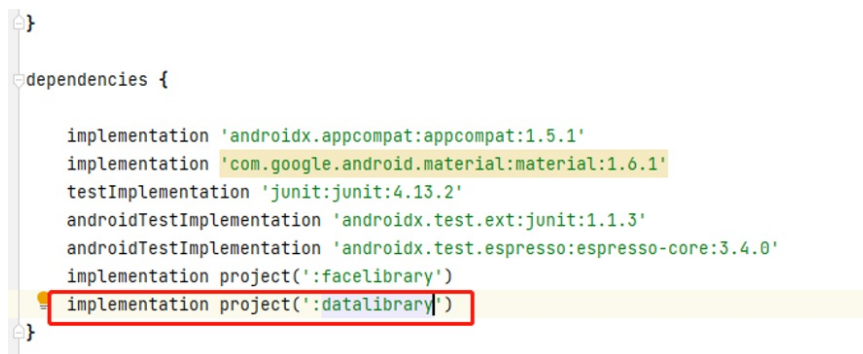 }
dependencies {
implementation 'androidx.appcompat:appcompat:1.5.1'
implementation 'com.google.android.material:material:1.6.1'
testImplementation 'junit:junit:4.13.2'
androidTestImplementation 'androidx.test.ext:junit:1.1.3'
androidTestImplementation 'androidx.test.espresso:espresso-core:3.4.0'
implementation project(':facelibrary')
implementation project(':datalibrary')
}